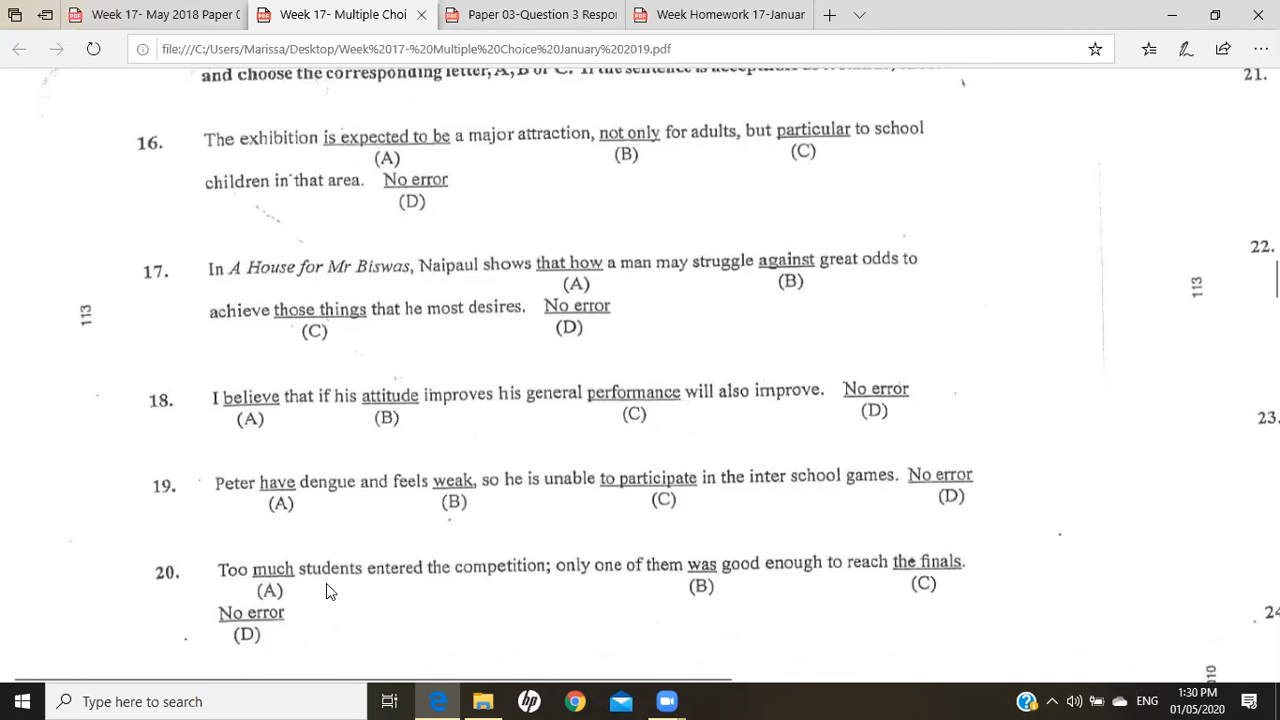 Week 17- May 2018 Paper
Week 17- Multiple Choi
Paper 03-Question 3 Respo
Week Homework 17-Januar
file:///C:/Users/Marissa/Desktop/Week%2017-%20Multiple%20Choice%20January%202019.pdf
and choose the corresponding letter, A, B or C. If the sentence is acceptable
21.
16. The exhibition is expected to be a major attraction, not only for adults, but particular to school
(A) (B) (C)
children in that area. No error
(D)
22.
17. In A House for Mr Biswas, Naipaul shows that how a man may struggle against great odds to
(A) (B)
achieve those things that he most desires. No error
(C) (D)
113
113
18. I believe that if his attitude improves his general performance will also improve. No error
(A) (B) (C) (D)
23.
19. Peter have dengue and feels weak, so he is unable to participate in the inter school games. No error
(A) (B) (C) (D)
20. Too much students entered the competition; only one of them was good enough to reach the finals.
(A) (B) (C)
No error
(D)
24
Type here to search
ENG
1:30 PM
01/05/2020